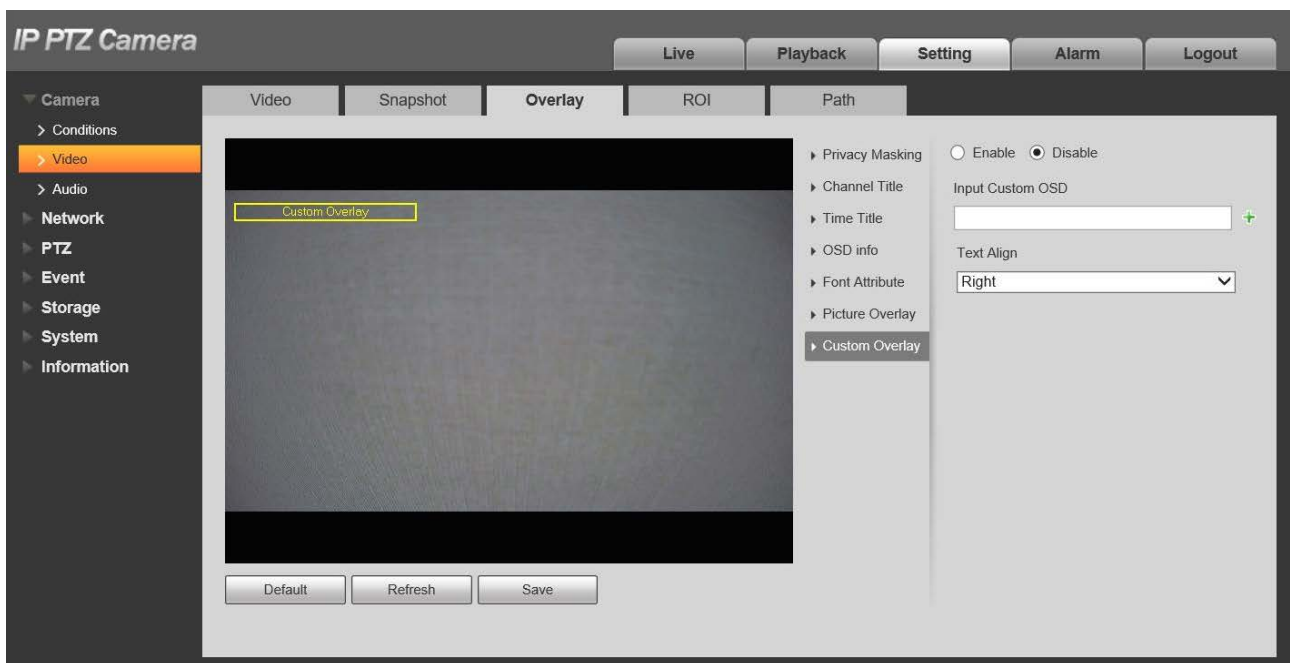 IP PTZ Camera
Live
Playback
Setting
Alarm
Logout
Camera
Conditions
Video
Audio
Network
PTZ
Event
Storage
System
Information
Video
Snapshot
Overlay
ROI
Path
Custom Overlay
Default
Refresh
Save
Privacy Masking
Channel Title
Time Title
OSD info
Font Attribute
Picture Overlay
Custom Overlay
Enable
Disable
Input Custom OSD
Text Align
Right